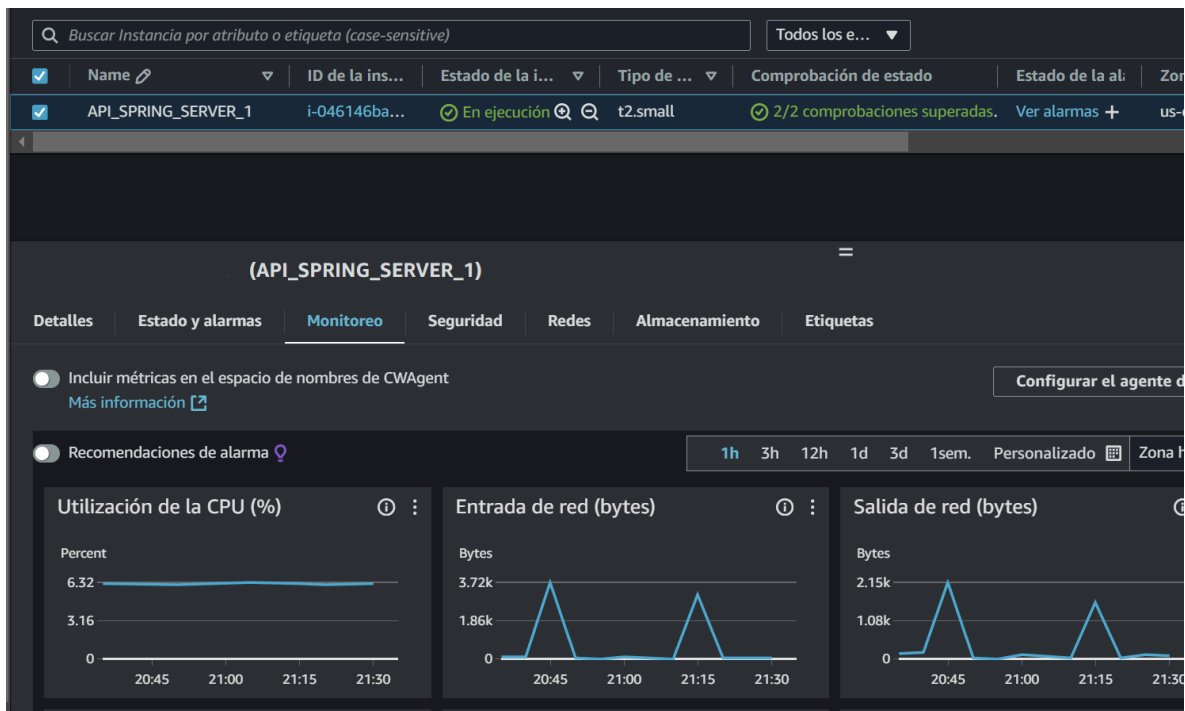 Buscar Instancia por atributo o etiqueta (case-sensitive) Todos los e...
Name ID de la ins... Estado de la i... Tipo de ... Comprobación de estado Estado de la al Zon
API_SPRING_SERVER_1 i-046146ba... En ejecución t2.small 2/2 comprobaciones superadas. Ver alarmas + us-
(API_SPRING_SERVER_1)
Detalles Estado y alarmas Monitoreo Seguridad Redes Almacenamiento Etiquetas
Incluir métricas en el espacio de nombres de CWAgent
Configurar el agente d
Más información
Recomendaciones de alarma 1h 3h 12h 1d 3d 1sem. Personalizado Zona h
Utilización de la CPU (%) Entrada de red (bytes) Salida de red (bytes)
Percent Bytes Bytes
6.32 3.72k 2.15k
3.16 1.86k 1.08k
0 0 0
20:45 21:00 21:15 21:30 20:45 21:00 21:15 21:30 20:45 21:00 21:15 21:30